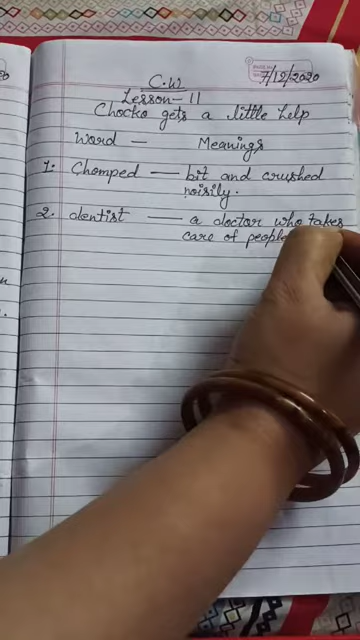 C.W
7/12/2020
Lesson-11
Chocko gets a little help
Word — Meanings
1. Chomped — bit and crushed
noisily.
2. dentist — a doctor who takes
care of people